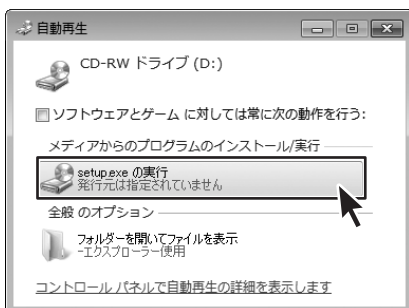 自動再生
CD-RW ドライブ (D:)
ソフトウェアとゲーム に対しては常に次の動作を行う:
メディアからのプログラムのインストール/実行
setup.exe の実行
発行元は指定されていません
全般 のオプション
フォルダーを開いてファイルを表示
-エクスプローラー使用
コントロール パネルで自動再生の詳細を表示します